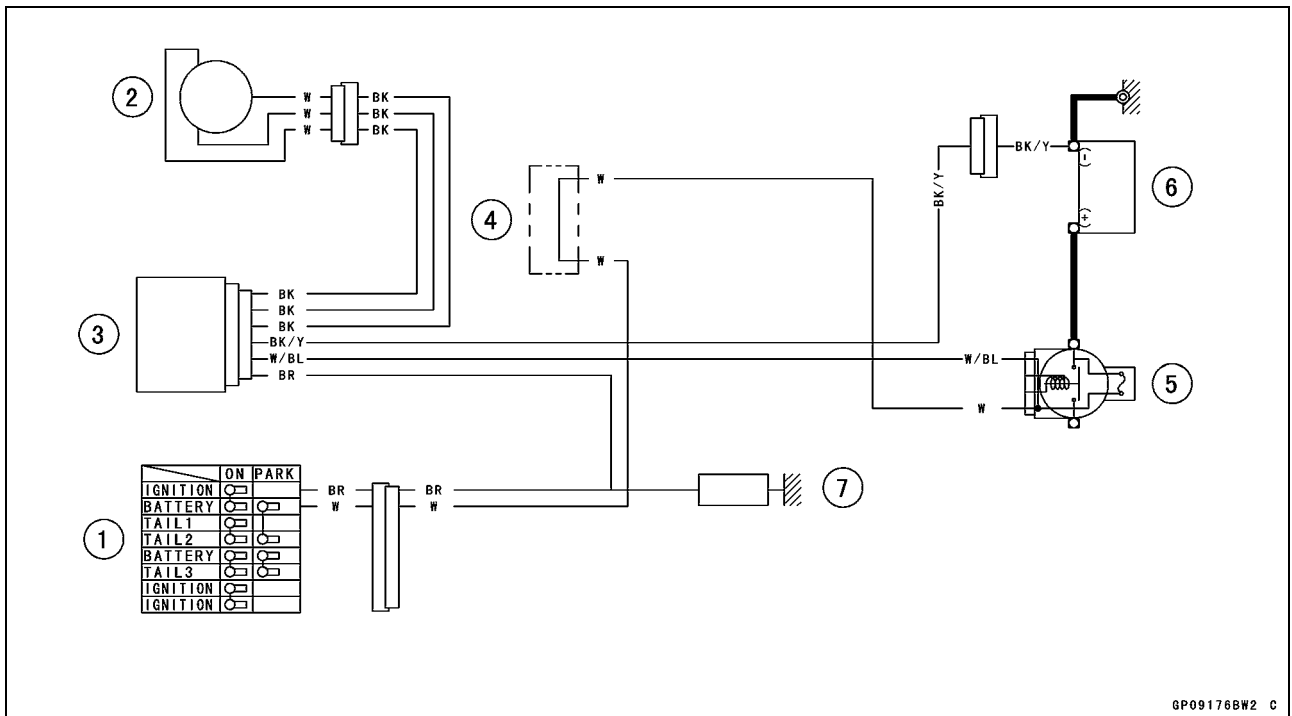 2
W BK
W BK
W BK
BK/Y
BK/Y
(-)
(+)
6
4
W
W
3
BK
BK
BK
BK/Y
W/BL
BR
W/BL
W
5
1
ON PARK
IGNITION
BATTERY
TAIL1
TAIL2
BATTERY
TAIL3
IGNITION
IGNITION
BR BR
W W
7
GP09176BW2 C